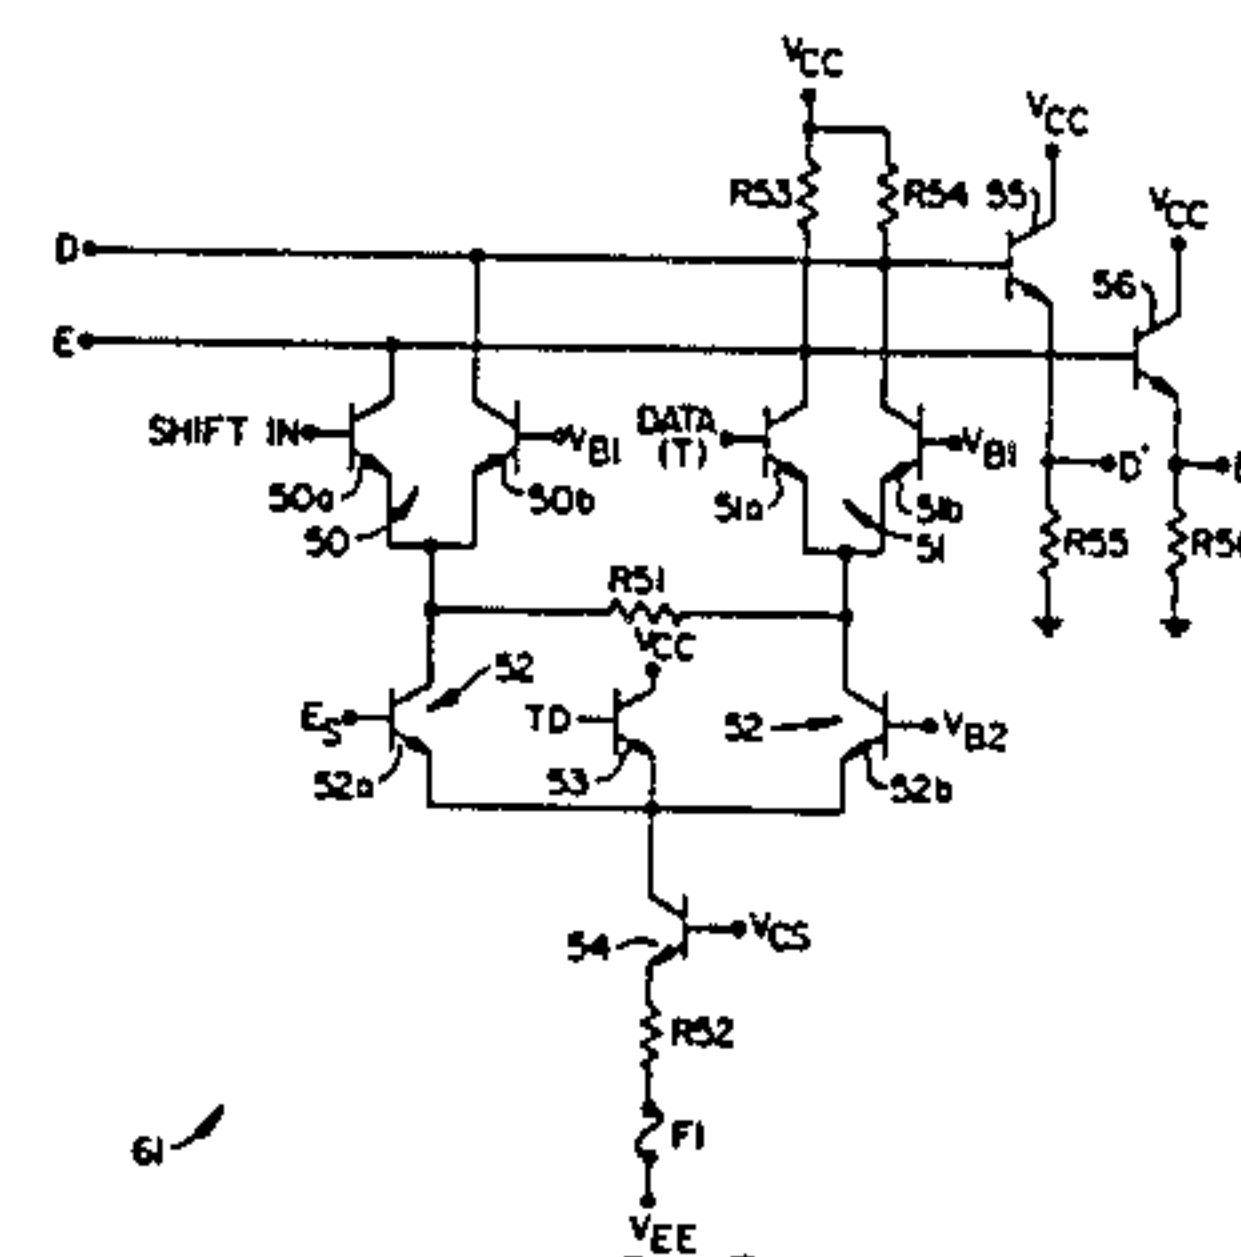 VCC
VCC
R53
R54
55
VCC
D
56
E
SHIFT IN
VB1
DATA
(T)
VB1
D'
50a
50b
51a
51b
50
51
R55
R51
VCC
52
ES
TD
52
VB2
52a
53
52b
VCS
54
R52
61
F1
VEE